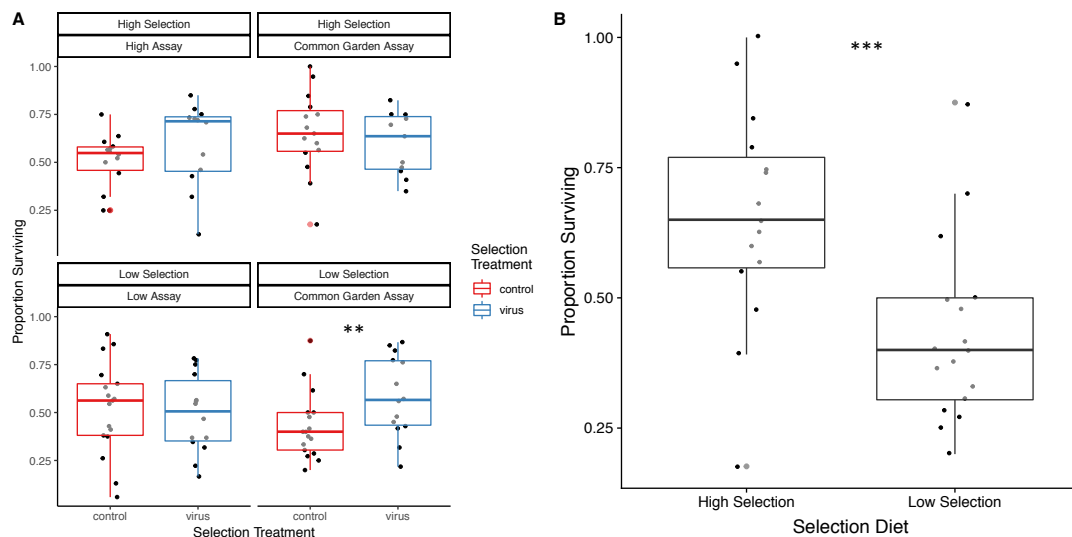 A
High Selection
High Selection
High Assay
Common Garden Assay
1.00
0.75
0.50
0.25
Low Selection
Low Selection
Low Assay
Common Garden Assay
1.00
0.75
0.50
0.25
**
control
virus
control
virus
Selection Treatment
Proportion Surviving
Selection
Treatment
control
virus
B
1.00
0.75
0.50
0.25
***
High Selection
Low Selection
Selection Diet
Proportion Surviving